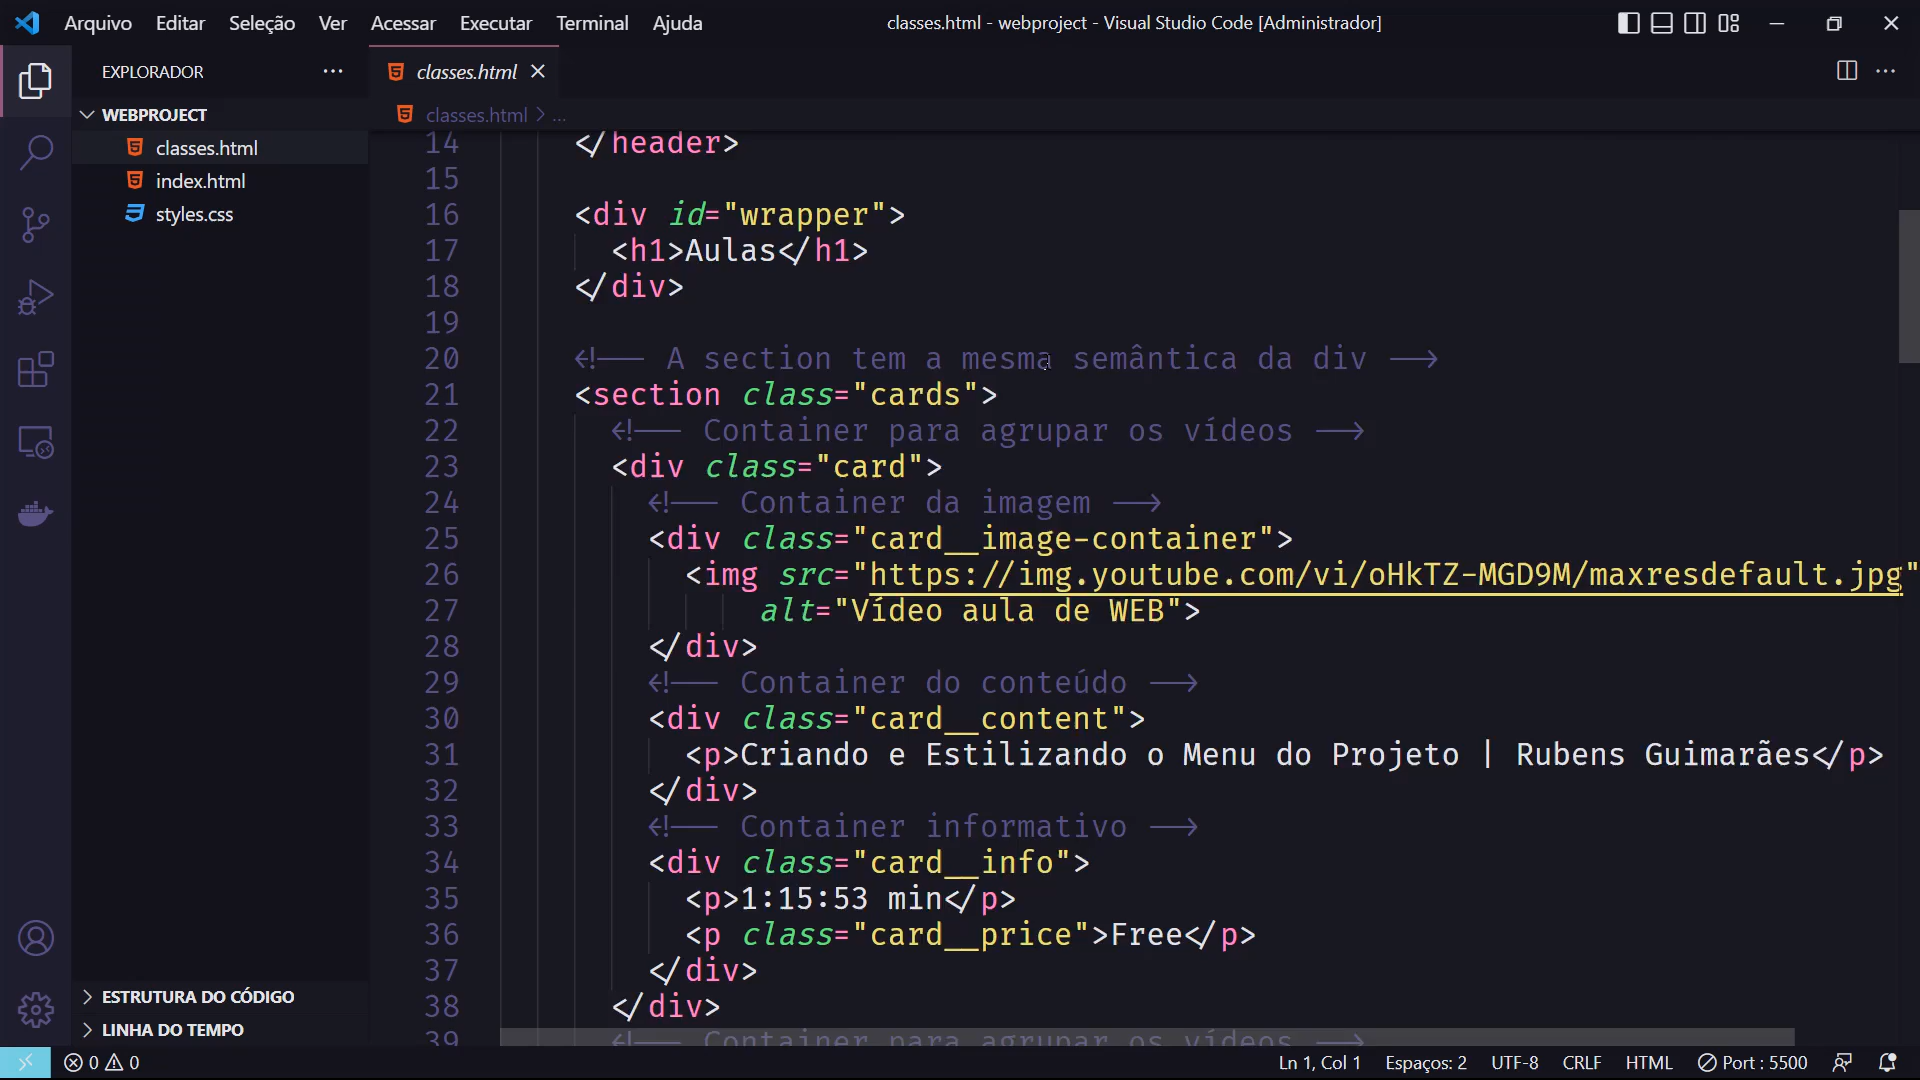 Arquivo Editar Seleção Ver Acessar Executar Terminal Ajuda
classes.html - webproject - Visual Studio Code [Administrador]
EXPLORADOR
WEBPROJECT
classes.html
index.html
styles.css
ESTRUTURA DO CÓDIGO
LINHA DO TEMPO
classes.html
classes.html > ...
14 </header>
15
16 <div id="wrapper">
17 <h1>Aulas</h1>
18 </div>
19
20 <!-- A section tem a mesma semântica da div -->
21 <section class="cards">
22 <!-- Container para agrupar os vídeos -->
23 <div class="card">
24 <!-- Container da imagem -->
25 <div class="card__image-container">
26 <img src="https://img.youtube.com/vi/oHkTZ-MGD9M/maxresdefault.jpg"
27 alt="Vídeo aula de WEB">
28 </div>
29 <!-- Container do conteúdo -->
30 <div class="card__content">
31 <p>Criando e Estilizando o Menu do Projeto | Rubens Guimarães</p>
32 </div>
33 <!-- Container informativo -->
34 <div class="card__info">
35 <p>1:15:53 min</p>
36 <p class="card__price">Free</p>
37 </div>
38 </div>
39 <!-- Container para agrupar os vídeos -->
0 0
Ln 1, Col 1 Espaços: 2 UTF-8 CRLF HTML Port : 5500